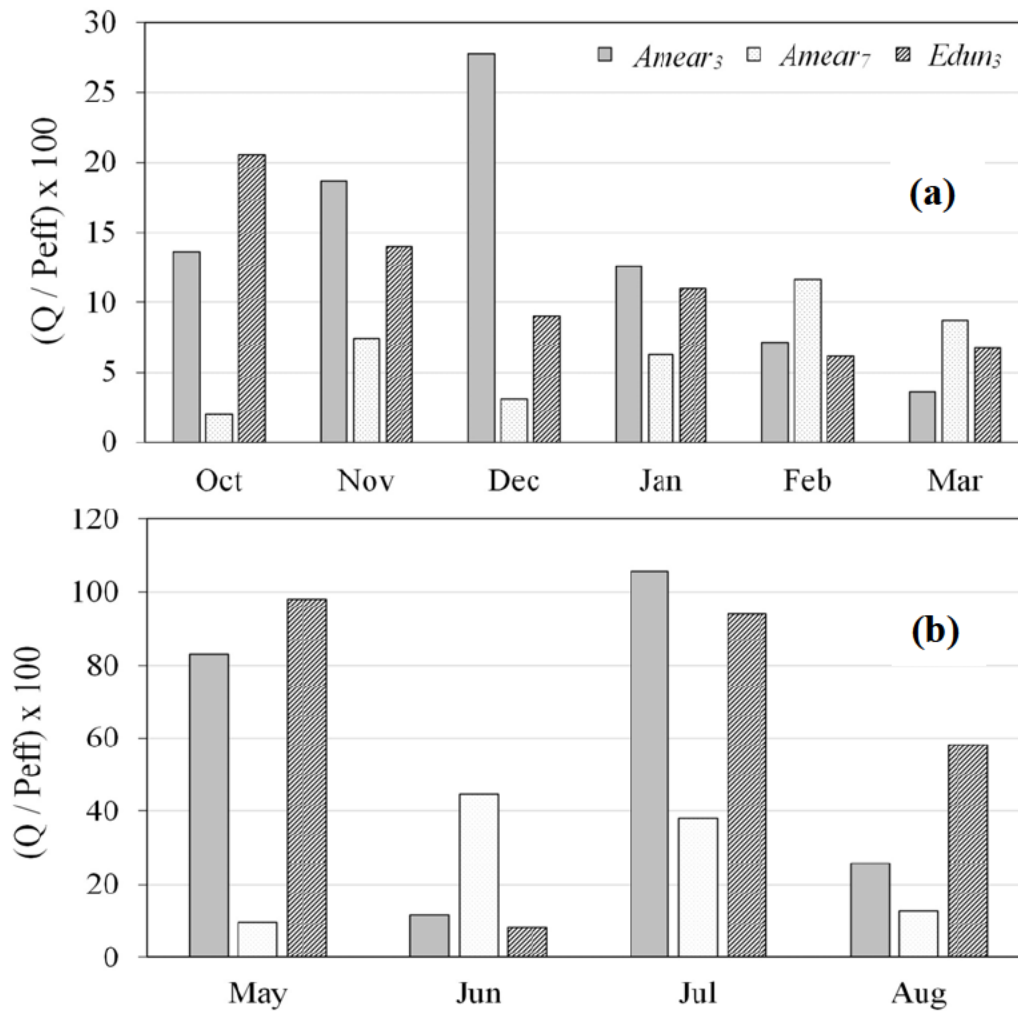 30
Amear3 Amear7 Edun3
25
20
(a)
15
10
5
0
(Q / Peff) x 100
Oct Nov Dec Jan Feb Mar
120
100
(b)
80
60
40
20
0
(Q / Peff) x 100
May Jun Jul Aug